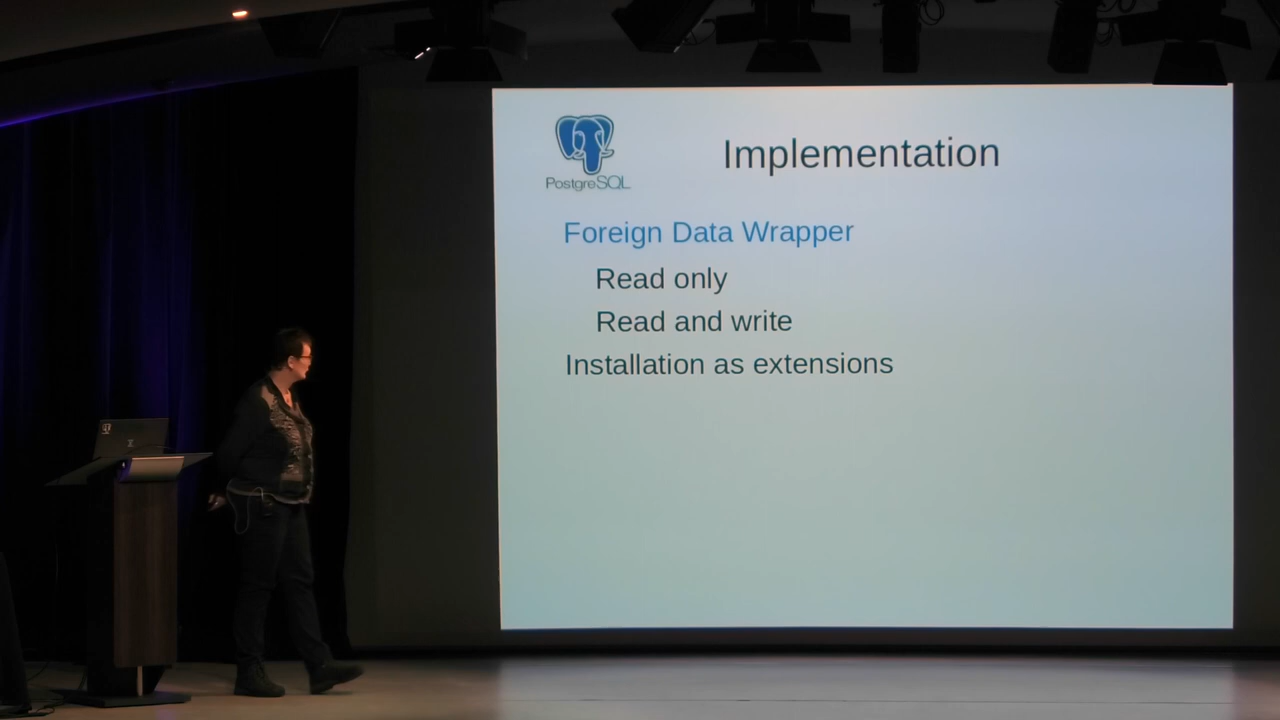 PostgreSQL
Implementation
Foreign Data Wrapper
Read only
Read and write
Installation as extensions